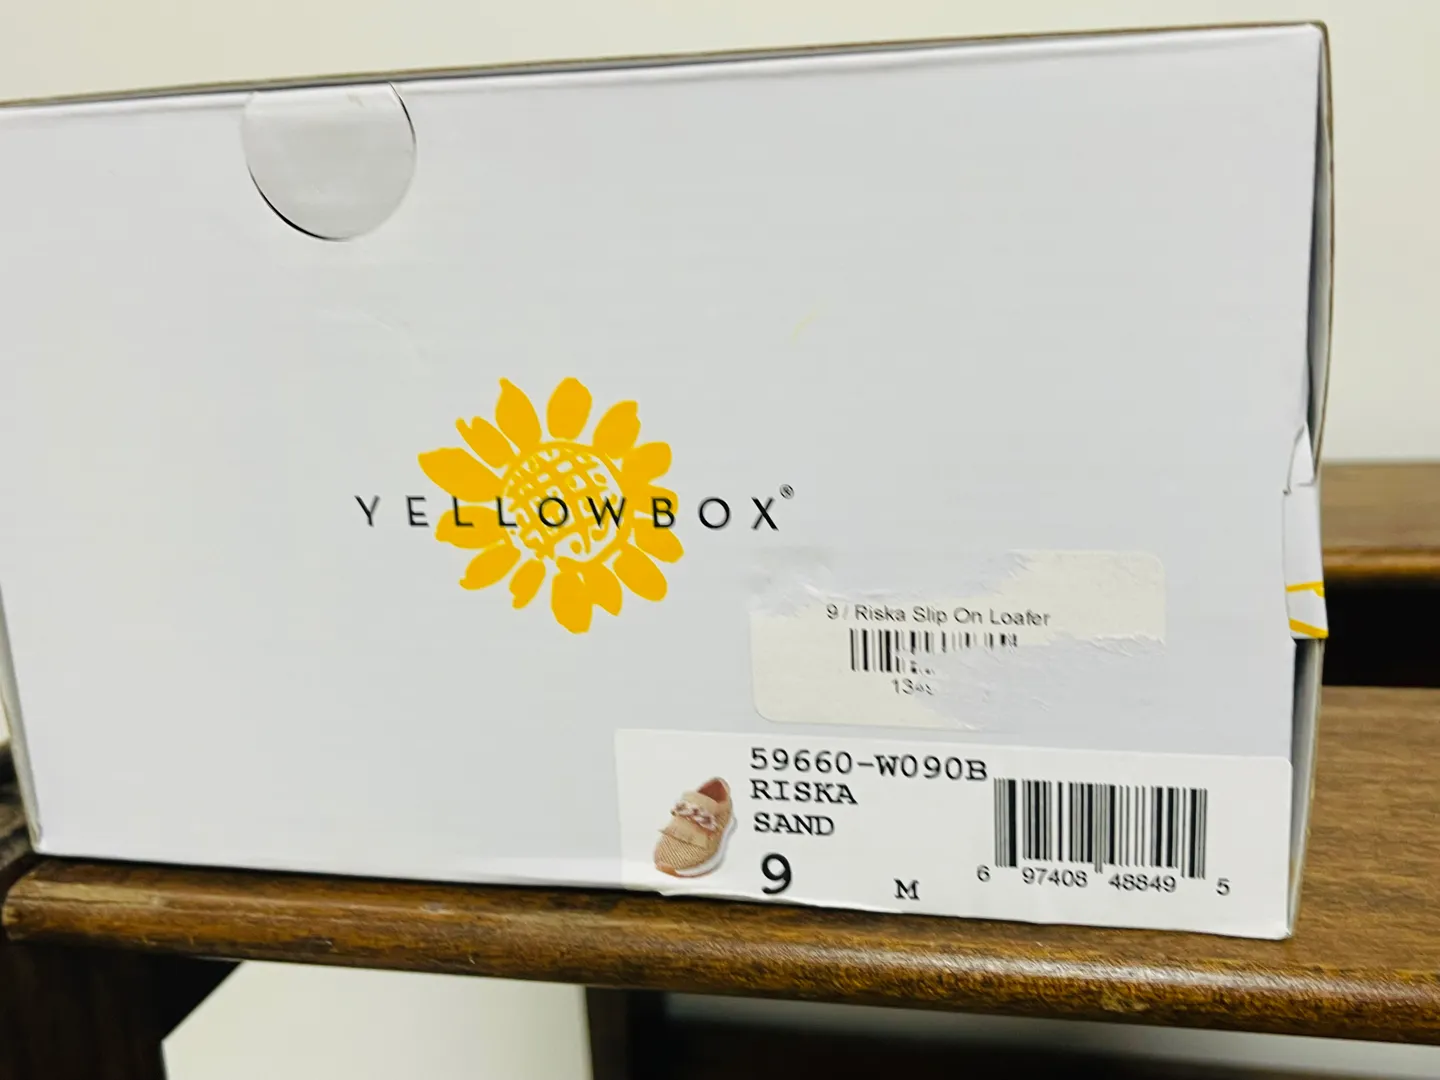 YELLOWBOX®
9 / Riska Slip On Loafer
59660-W090B
RISKA
SAND
9 M
6 97408 48849 5